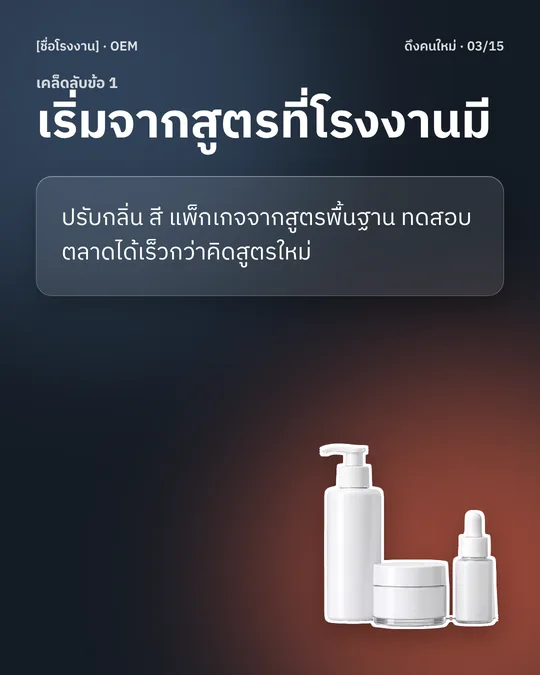 [ชื่อโรงงาน] · OEM
ดึงคนใหม่ · 03/15
เคล็ดลับข้อ 1
เริ่มจากสูตรที่โรงงานมี
ปรับกลิ่น สี แพ็กเกจจากสูตรพื้นฐาน ทดสอบ
ตลาดได้เร็วกว่าคิดสูตรใหม่